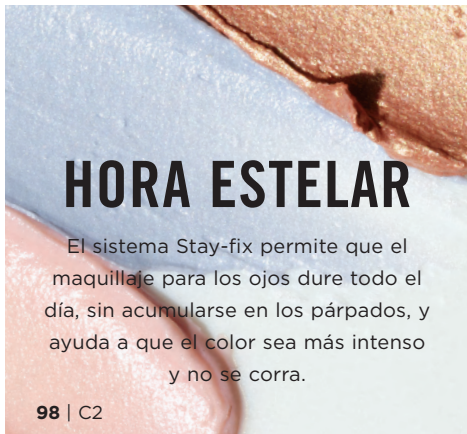 HORA ESTELAR
El sistema Stay-fix permite que el
maquillaje para los ojos dure todo el
día, sin acumularse en los párpados, y
ayuda a que el color sea más intenso
y no se corra.
98 | C2